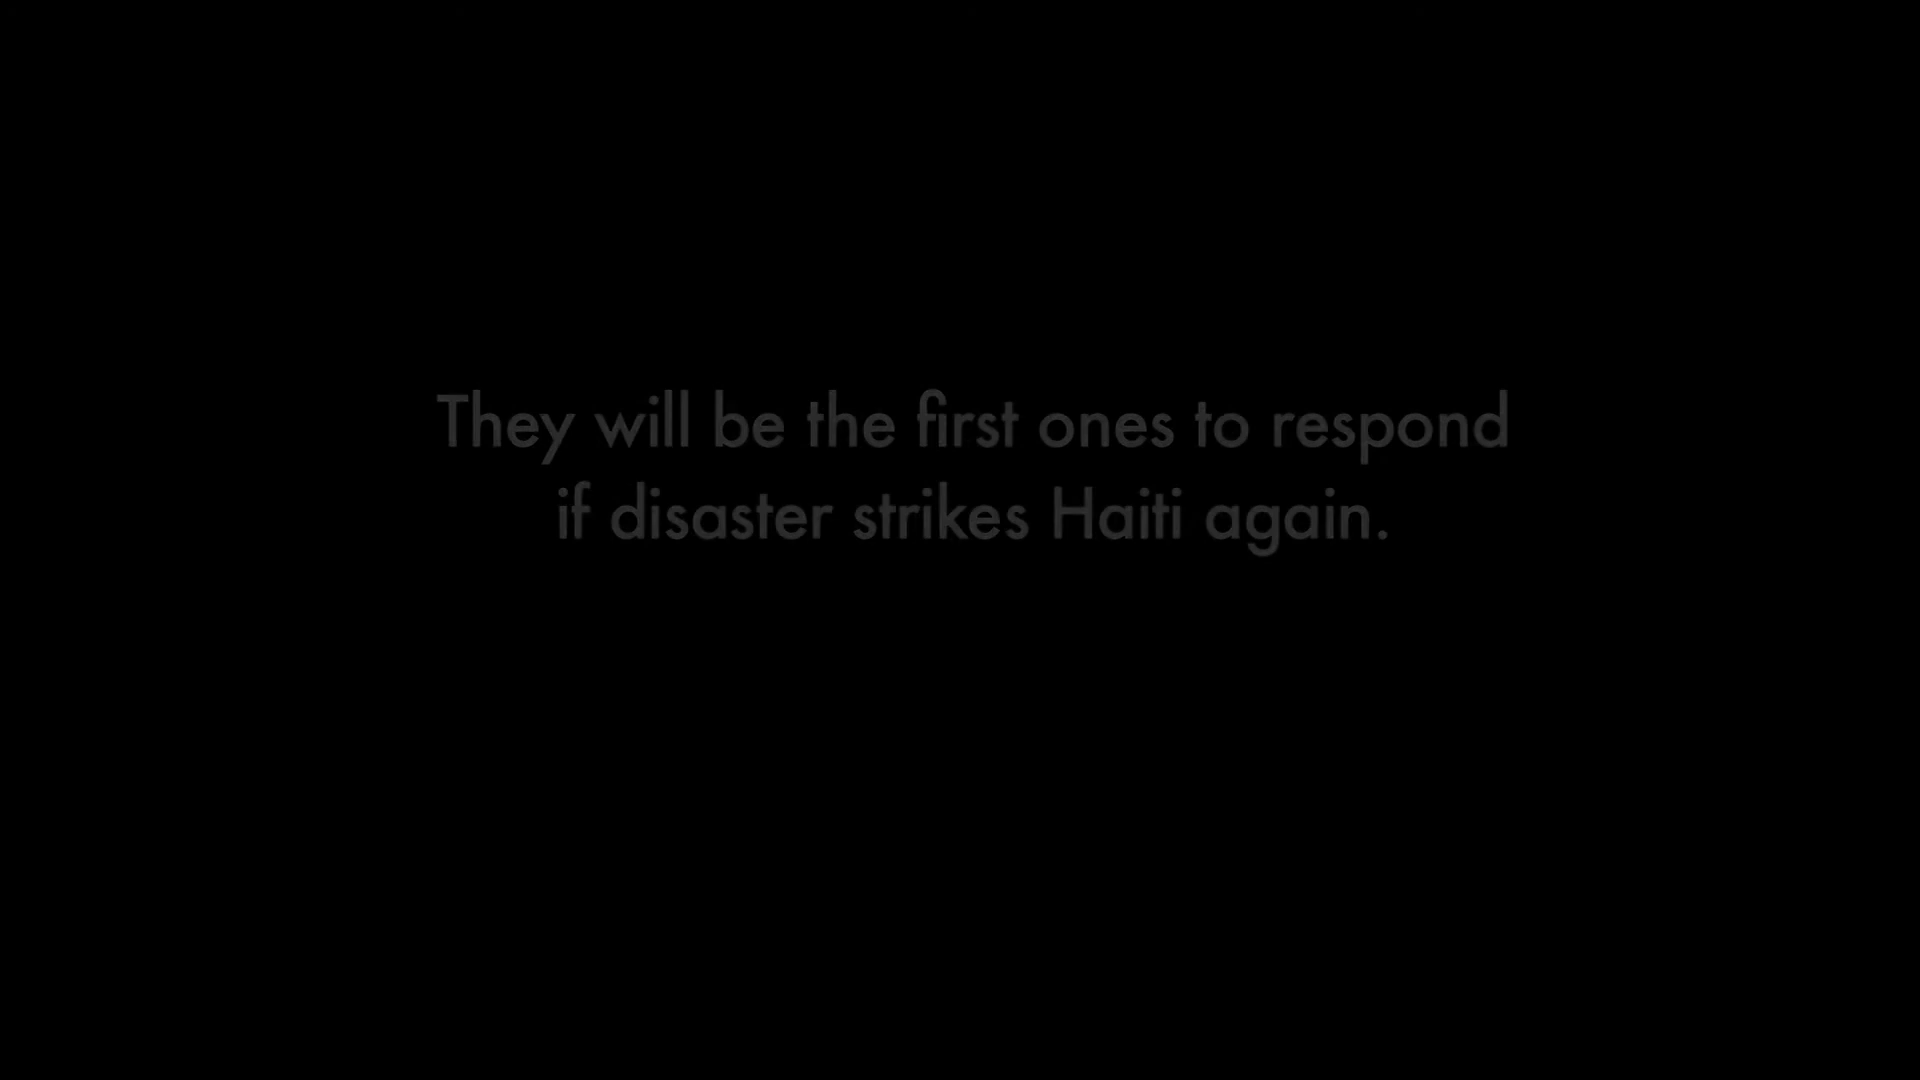 They will be the first ones to respond
if disaster strikes Haiti again.